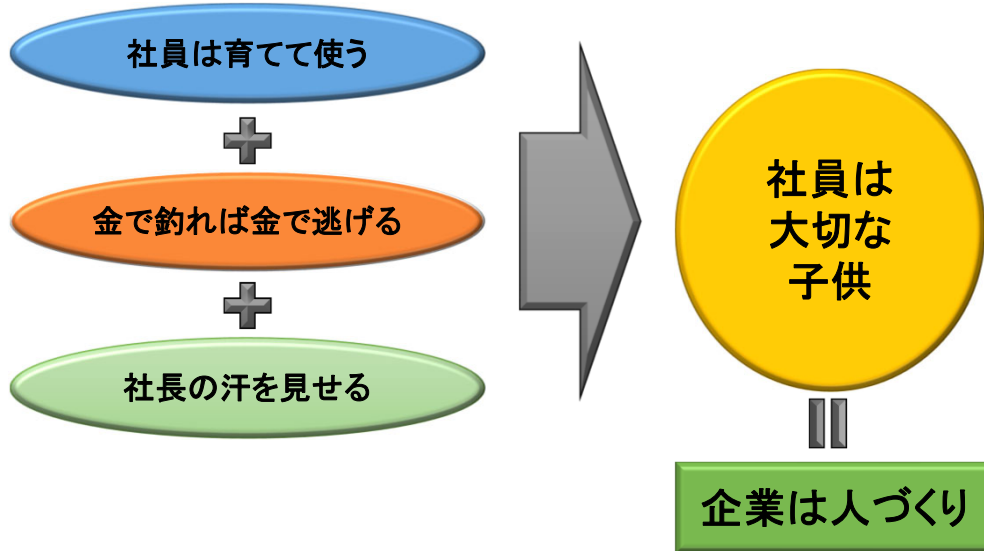 社員は育てて使う
金で釣れば金で逃げる
社長の汗を見せる
社員は
大切な
子供
企業は人づくり